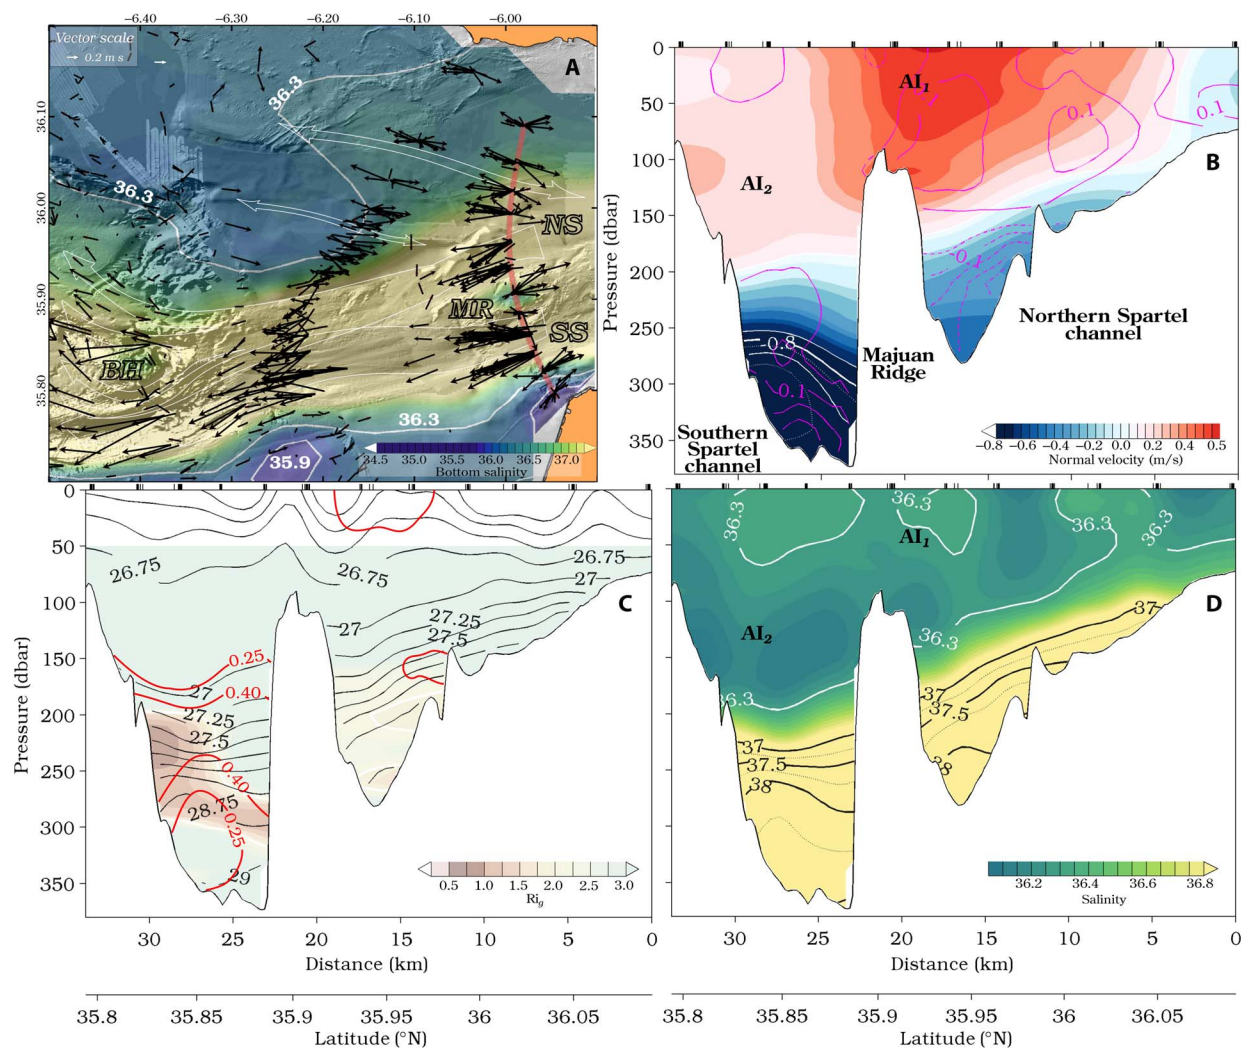 −6.40 −6.30 −6.20 −6.10 −6.00
Vector scale
0.2 m s
A
36.3
36.3
NS
MR
SS
BH
36.3
35.9
34.5 35.0 35.5 36.0 36.5 37.0
Bottom salinity
36.10
36.00
35.90
35.80
0
50
100
150
200
250
300
350
Pressure (dbar)
AI1
0.1
0.1
B
AI2
-0.1
Northern Spartel
channel
-0.8
Majuan
Ridge
-0.1
Southern
Spartel
channel
−0.8 −0.6 −0.4 −0.2 0.0 0.2 0.4 0.5
Normal velocity (m/s)
0
50
100
150
200
250
300
350
Pressure (dbar)
26.75
26.75
26.75
27
C
27.25
27
27.5
0.25
27
0.40
27.25
27.5
0.40
28.75
0.25
29
0.5 1.0 1.5 2.0 2.5 3.0
Rig
30 25 20 15 10 5 0
Distance (km)
35.8 35.85 35.9 35.95 36 36.05
Latitude (°N)
36.3
36.3
36.3
36.3
AI1
37
D
AI2
36.3
36.3
37
37.5
37
37.5
38
38
36.2 36.4 36.6 36.8
Salinity
30 25 20 15 10 5 0
Distance (km)
35.8 35.85 35.9 35.95 36 36.05
Latitude (°N)